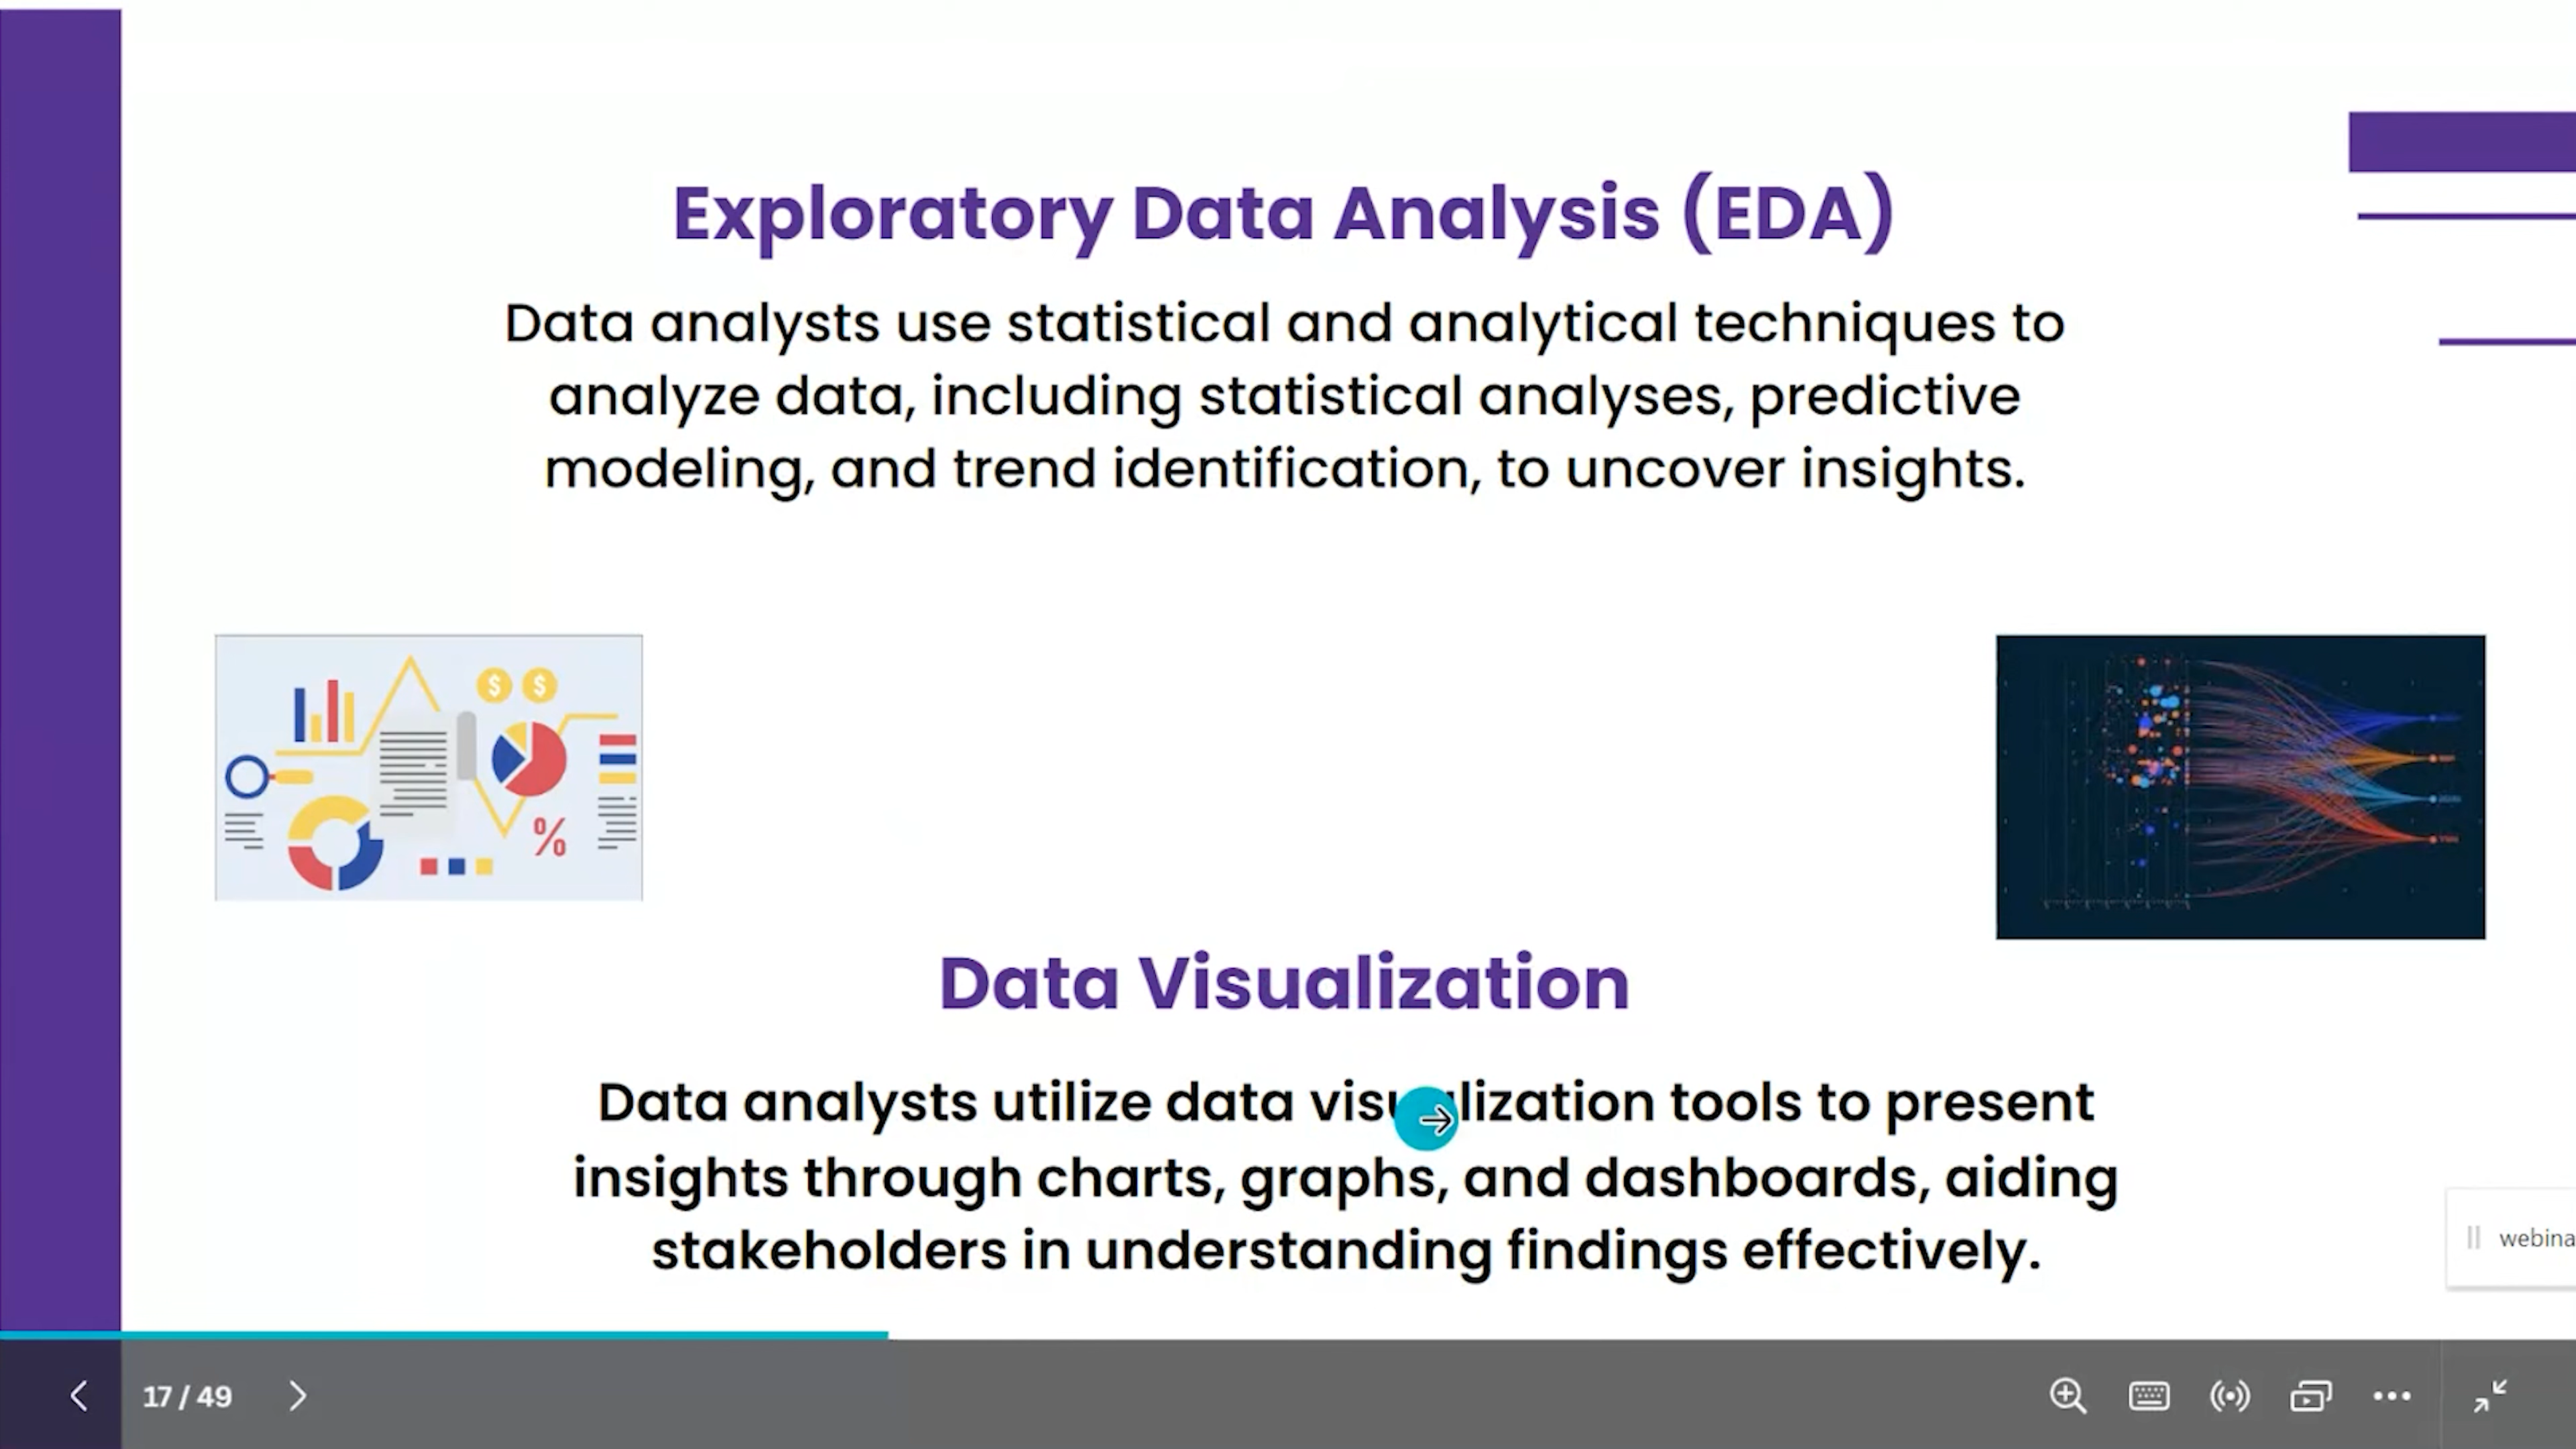 Exploratory Data Analysis (EDA)
Data analysts use statistical and analytical techniques to
analyze data, including statistical analyses, predictive
modeling, and trend identification, to uncover insights.
$ $
%
Data Visualization
Data analysts utilize data visualization tools to present
insights through charts, graphs, and dashboards, aiding
stakeholders in understanding findings effectively.
webina
17 / 49